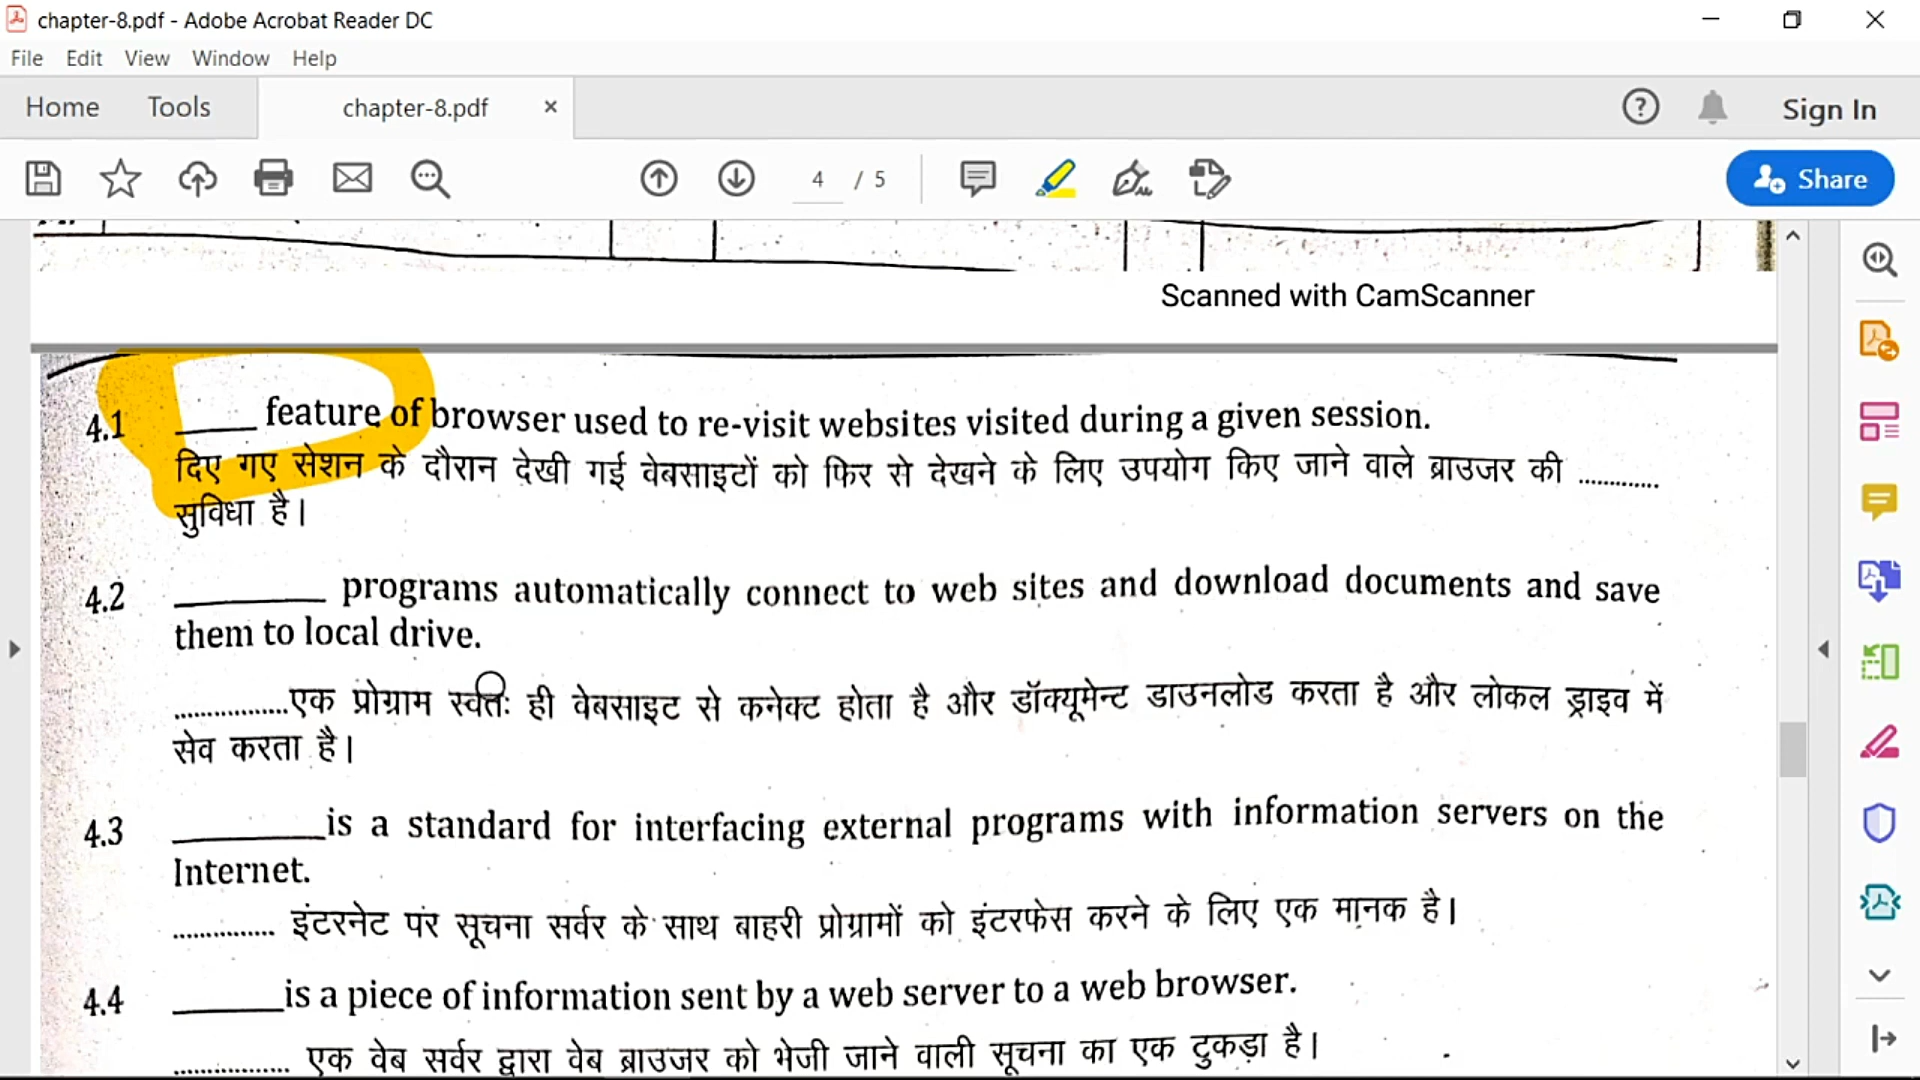 chapter-8.pdf - Adobe Acrobat Reader DC
File Edit View Window Help
Home Tools chapter-8.pdf × Sign In
4 / 5 Share
Scanned with CamScanner
4.1 ____ feature of browser used to re-visit websites visited during a given session.
दिए गए सेशन के दौरान देखी गई वेबसाइटों को फिर से देखने के लिए उपयोग किए जाने वाले ब्राउजर की ............
सुविधा है।
4.2 ________ programs automatically connect to web sites and download documents and save
them to local drive.
.................एक प्रोग्राम स्वतः ही वेबसाइट से कनेक्ट होता है और डॉक्यूमेन्ट डाउनलोड करता है और लोकल ड्राइव में
सेव करता है।
4.3 ________is a standard for interfacing external programs with information servers on the
Internet.
............... इंटरनेट पर सूचना सर्वर के साथ बाहरी प्रोग्रामों को इंटरफेस करने के लिए एक मानक है।
4.4 ______is a piece of information sent by a web server to a web browser.
................. एक वेब सर्वर द्वारा वेब ब्राउजर को भेजी जाने वाली सूचना का एक टुकड़ा है।